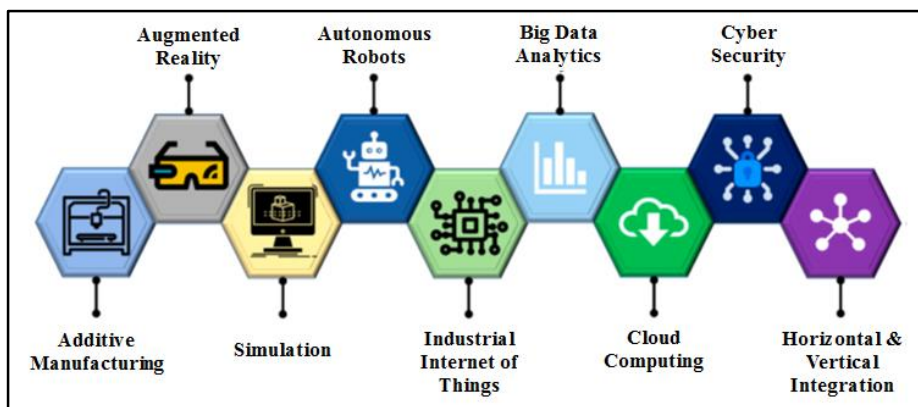 Augmented
Reality
Autonomous
Robots
Big Data
Analytics
Cyber
Security
Additive
Manufacturing
Simulation
Industrial
Internet of
Things
Cloud
Computing
Horizontal &
Vertical
Integration